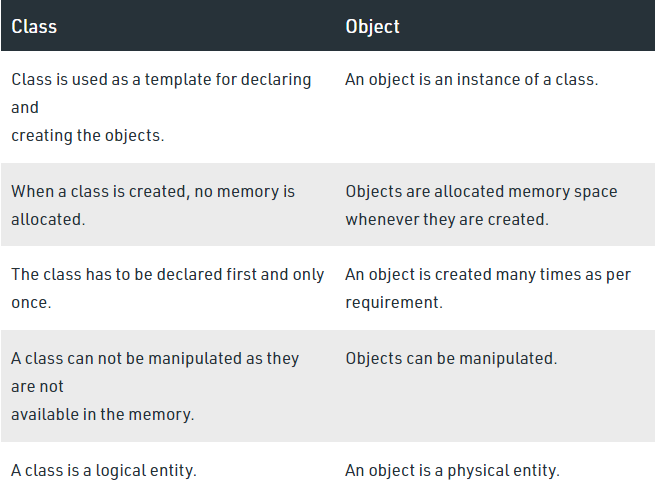 Class
Object
Class is used as a template for declaring
and
creating the objects.
An object is an instance of a class.
When a class is created, no memory is
allocated.
Objects are allocated memory space
whenever they are created.
The class has to be declared first and only
once.
An object is created many times as per
requirement.
A class can not be manipulated as they
are not
available in the memory.
Objects can be manipulated.
A class is a logical entity.
An object is a physical entity.